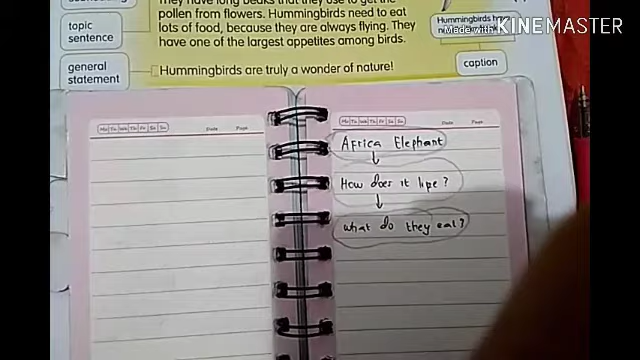 They have long beaks that they use to get the
pollen from flowers. Hummingbirds need to eat
lots of food, because they are always flying. They
have one of the largest appetites among birds.
topic
sentence
Hummingbirds
Made with KINEMASTER
general
statement
Hummingbirds are truly a wonder of nature!
caption
Mo Tu We Th Fr Sa Su
Date Page
Mo Tu We Th Fr Sa Su
Date Page
Africa Elephant
How does it lipe?
what do they eat?